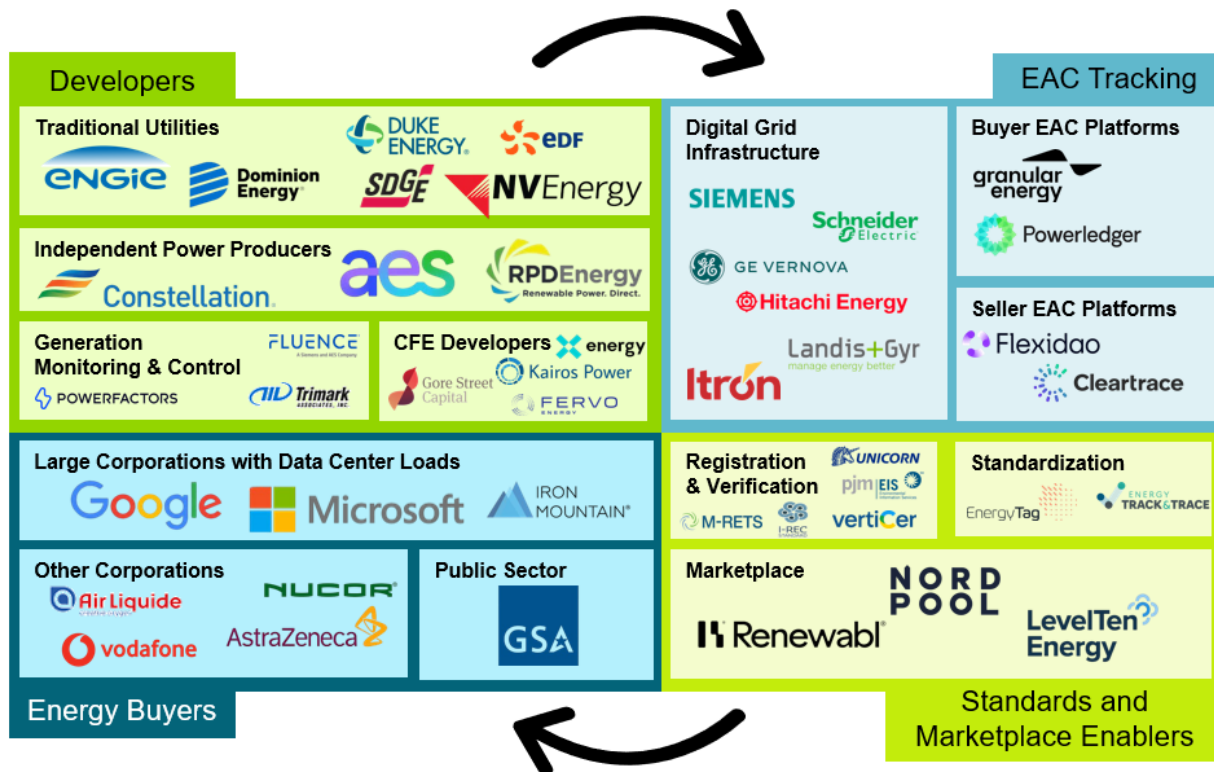 Developers
EAC Tracking
Traditional Utilities
ENGIE
Dominion
Energy®
DUKE
ENERGY®
eDF
SDGE
NVEnergy
Independent Power Producers
Constellation®
aes
RPDEnergy
Renewable Power. Direct.
Generation
Monitoring & Control
FLUENCE
A Siemens and AES Company
POWERFACTORS
Trimark
ASSOCIATES, INC.
CFE Developers
X energy
Gore Street
Capital
Kairos Power
FERVO
ENERGY
Digital Grid
Infrastructure
SIEMENS
Schneider
Electric
GE VERNOVA
Hitachi Energy
Landis+Gyr
manage energy better
Itron
Buyer EAC Platforms
granular
energy
Powerledger
Seller EAC Platforms
Flexidao
Cleartrace
Large Corporations with Data Center Loads
Google
Microsoft
IRON
MOUNTAIN®
Other Corporations
Air Liquide
NUCOR®
vodafone
AstraZeneca
Public Sector
GSA
Registration
& Verification
UNICORN
pjm EIS
Environmental
Information Services
M-RETS
I-REC
STANDARD
vertiCer
Standardization
EnergyTag
ENERGY
TRACK&TRACE
Marketplace
NORD
POOL
Renewabl
LevelTen
Energy
Energy Buyers
Standards and
Marketplace Enablers